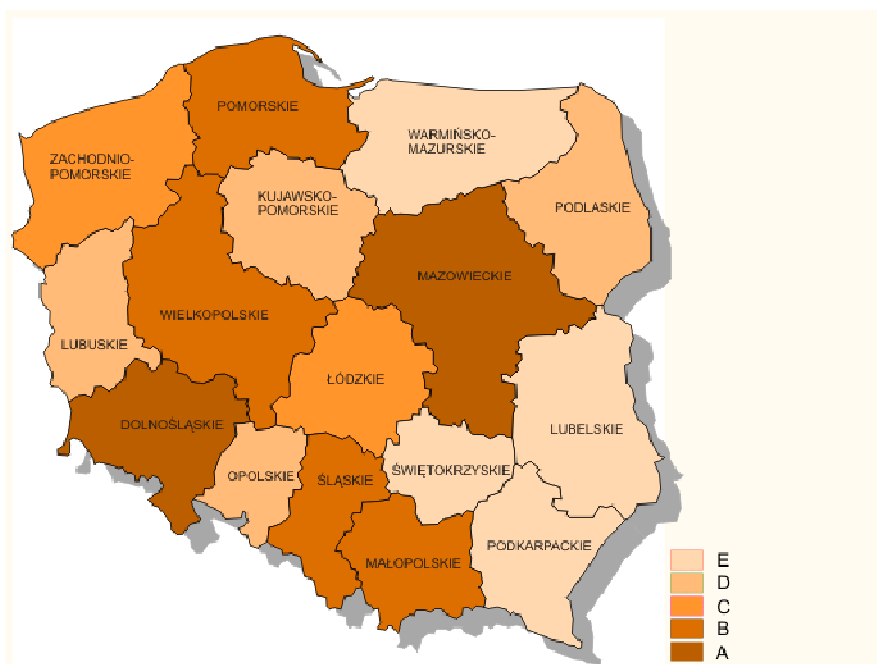 POMORSKIE
WARMIŃSKO-
MAZURSKIE
ZACHODNIO-
POMORSKIE
KUJAWSKO-
POMORSKIE
PODLASKIE
MAZOWIECKIE
WIELKOPOLSKIE
LUBUSKIE
ŁÓDZKIE
DOLNOŚLĄSKIE
LUBELSKIE
OPOLSKIE
ŚLĄSKIE
ŚWIĘTOKRZYSKIE
MAŁOPOLSKIE
PODKARPACKIE
E
D
C
B
A